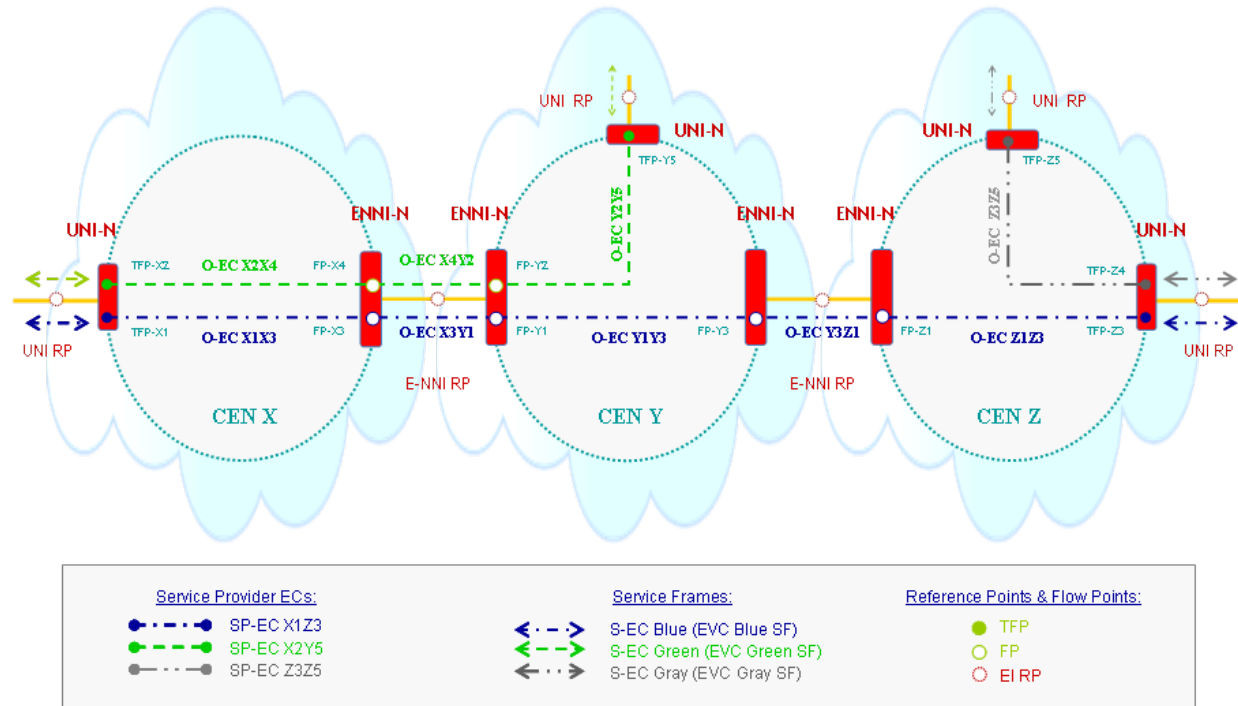 UNI RP
UNI RP
UNI-N
UNI-N
TFP-Y5
TFP-Z5
O-EC Y2Y5
O-EC Z3Z5
UNI-N
ENNI-N
ENNI-N
ENNI-N
ENNI-N
UNI-N
TFP-X2
O-EC X2X4
FP-X4
O-EC X4Y2
FP-Y2
TFP-Z4
TFP-X1
O-EC X1X3
FP-X3
O-EC X3Y1
FP-Y1
O-EC Y1Y3
FP-Y3
O-EC Y3Z1
FP-Z1
O-EC Z1Z3
TFP-Z3
UNI RP
E-NNI RP
E-NNI RP
UNI RP
CEN X
CEN Y
CEN Z
Service Provider ECs:
SP-EC X1Z3
SP-EC X2Y5
SP-EC Z3Z5
Service Frames:
S-EC Blue (EVC Blue SF)
S-EC Green (EVC Green SF)
S-EC Gray (EVC Gray SF)
Reference Points & Flow Points:
TFP
FP
EI RP